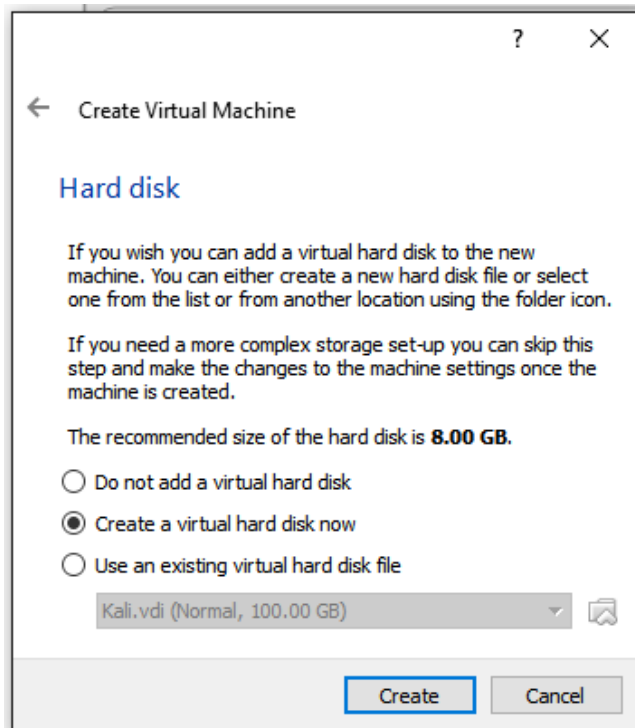 ?
Create Virtual Machine
Hard disk
If you wish you can add a virtual hard disk to the new
machine. You can either create a new hard disk file or select
one from the list or from another location using the folder icon.
If you need a more complex storage set-up you can skip this
step and make the changes to the machine settings once the
machine is created.
The recommended size of the hard disk is 8.00 GB.
Do not add a virtual hard disk
Create a virtual hard disk now
Use an existing virtual hard disk file
Kali.vdi (Normal, 100.00 GB)
Create Cancel